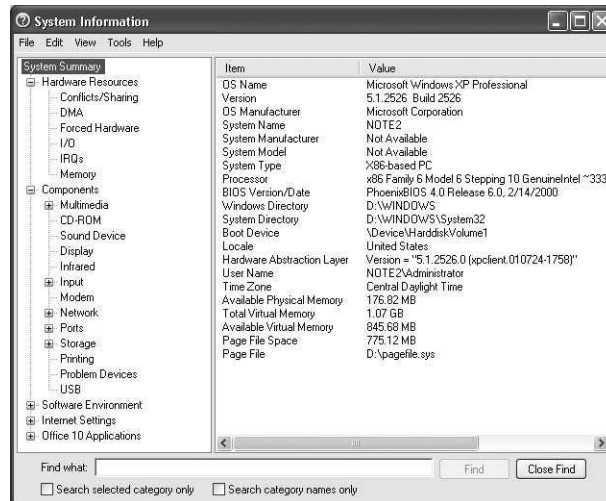 System Information
File Edit View Tools Help
System Summary
Hardware Resources
Conflicts/Sharing
DMA
Forced Hardware
I/O
IRQs
Memory
Components
Multimedia
CD-ROM
Sound Device
Display
Infrared
Input
Modem
Network
Ports
Storage
Printing
Problem Devices
USB
Software Environment
Internet Settings
Office 10 Applications
Item Value
OS Name Microsoft Windows XP Professional
Version 5.1.2526 Build 2526
OS Manufacturer Microsoft Corporation
System Name NOTE2
System Manufacturer Not Available
System Model Not Available
System Type X86-based PC
Processor x86 Family 6 Model 6 Stepping 10 GenuineIntel ~333
BIOS Version/Date PhoenixBIOS 4.0 Release 6.0, 2/14/2000
Windows Directory D:\WINDOWS
System Directory D:\WINDOWS\System32
Boot Device \Device\HarddiskVolume1
Locale United States
Hardware Abstraction Layer Version = "5.1.2526.0 (xpclient.010724-1758)"
User Name NOTE2\Administrator
Time Zone Central Daylight Time
Available Physical Memory 176.82 MB
Total Virtual Memory 1.07 GB
Available Virtual Memory 845.68 MB
Page File Space 775.12 MB
Page File D:\pagefile.sys
Find what: Find Close Find
Search selected category only Search category names only